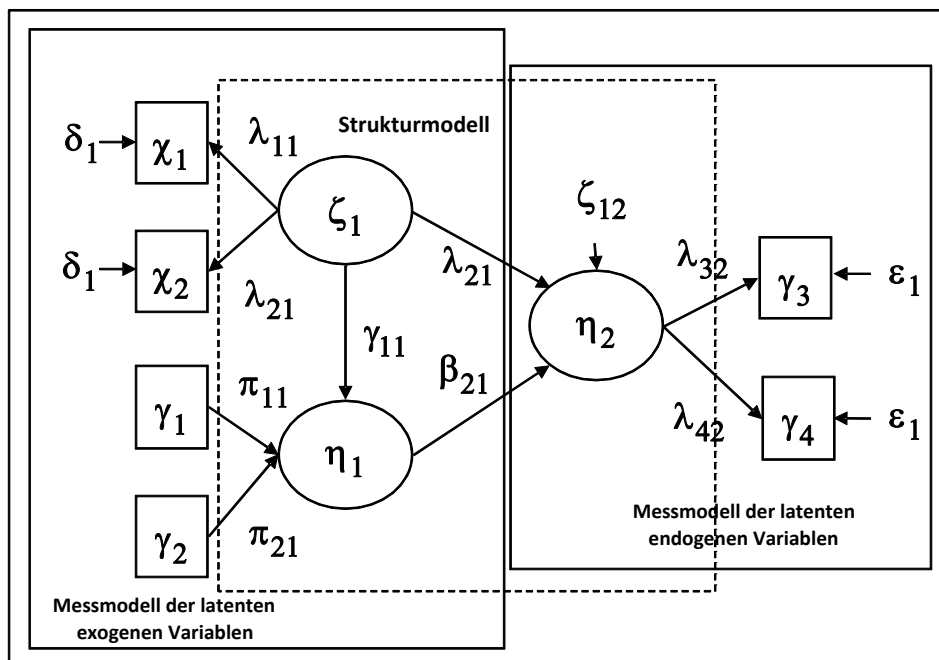 Strukturmodell
δ1
χ1
λ11
ζ1
ζ12
δ1
χ2
λ21
λ21
λ32
γ3
ε1
η2
γ11
β21
γ1
π11
η1
λ42
γ4
ε1
γ2
π21
Messmodell der latenten
endogenen Variablen
Messmodell der latenten
exogenen Variablen